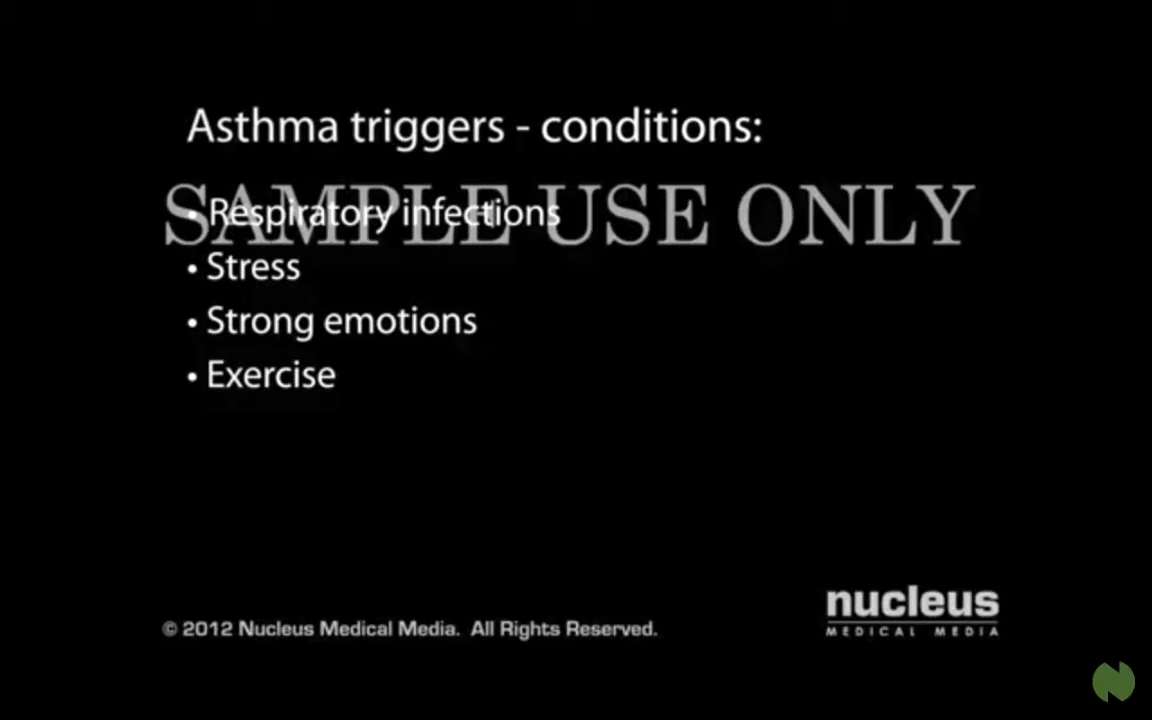 Asthma triggers - conditions:
SAMPLE USE ONLY
• Respiratory infections
• Stress
• Strong emotions
• Exercise
nucleus
MEDICAL MEDIA
© 2012 Nucleus Medical Media. All Rights Reserved.